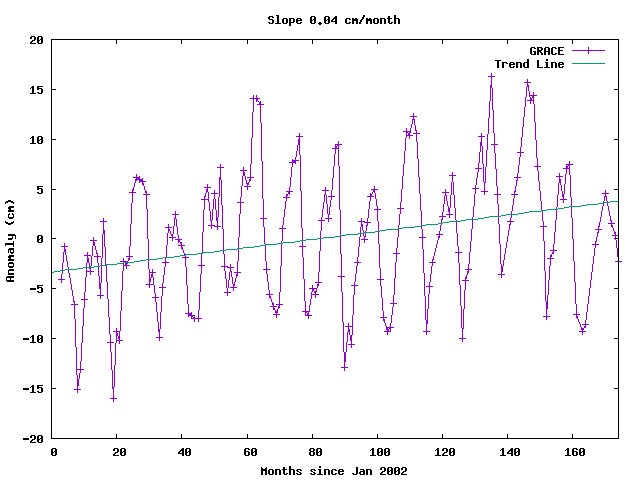 Slope 0.04 cm/month
GRACE
Trend Line
20
15
10
5
0
-5
-10
-15
-20
Anomaly (cm)
0 20 40 60 80 100 120 140 160
Months since Jan 2002